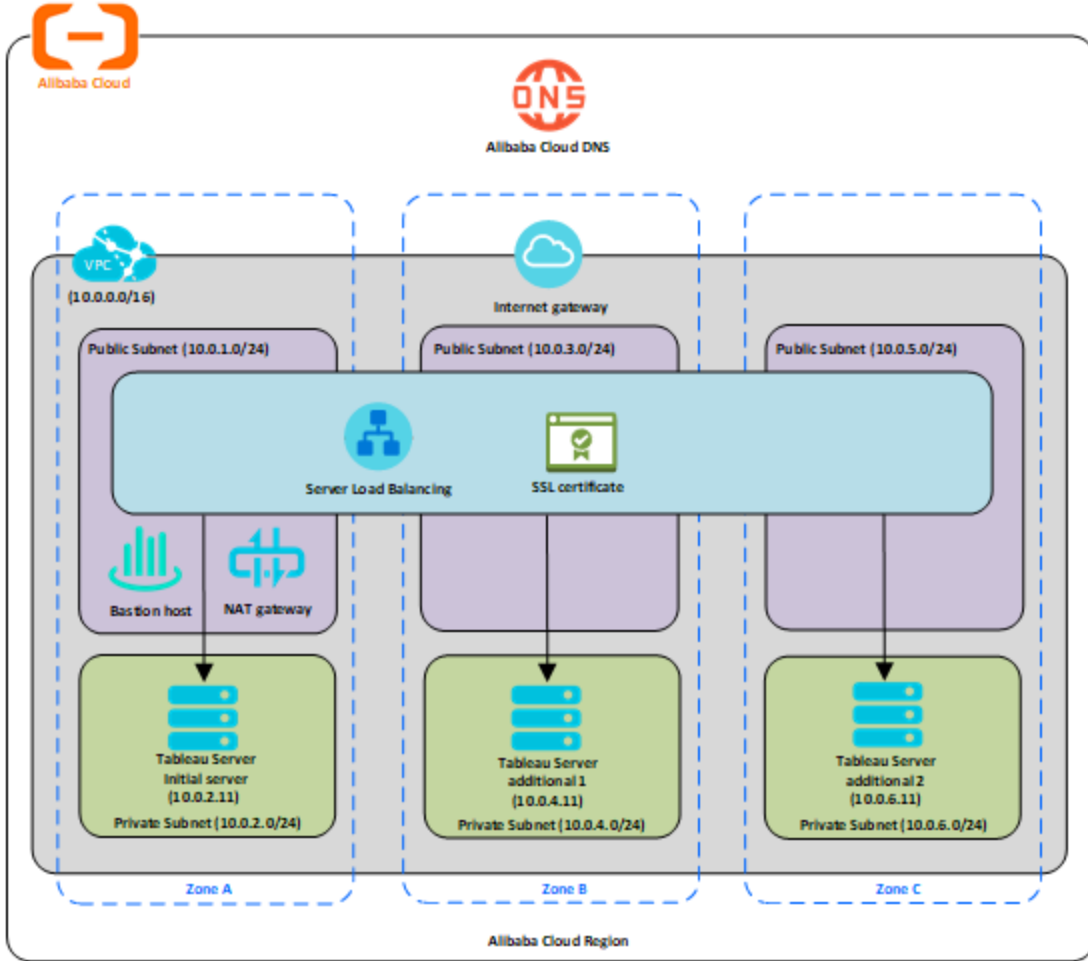 Alibaba Cloud
DNS
Alibaba Cloud DNS
VPC
(10.0.0.0/16)
Internet gateway
Public Subnet (10.0.1.0/24)
Public Subnet (10.0.3.0/24)
Public Subnet (10.0.5.0/24)
Server Load Balancing
SSL certificate
Bastion host
NAT gateway
Tableau Server
Initial server
(10.0.2.11)
Private Subnet (10.0.2.0/24)
Tableau Server
additional 1
(10.0.4.11)
Private Subnet (10.0.4.0/24)
Tableau Server
additional 2
(10.0.6.11)
Private Subnet (10.0.6.0/24)
Zone A
Zone B
Zone C
Alibaba Cloud Region